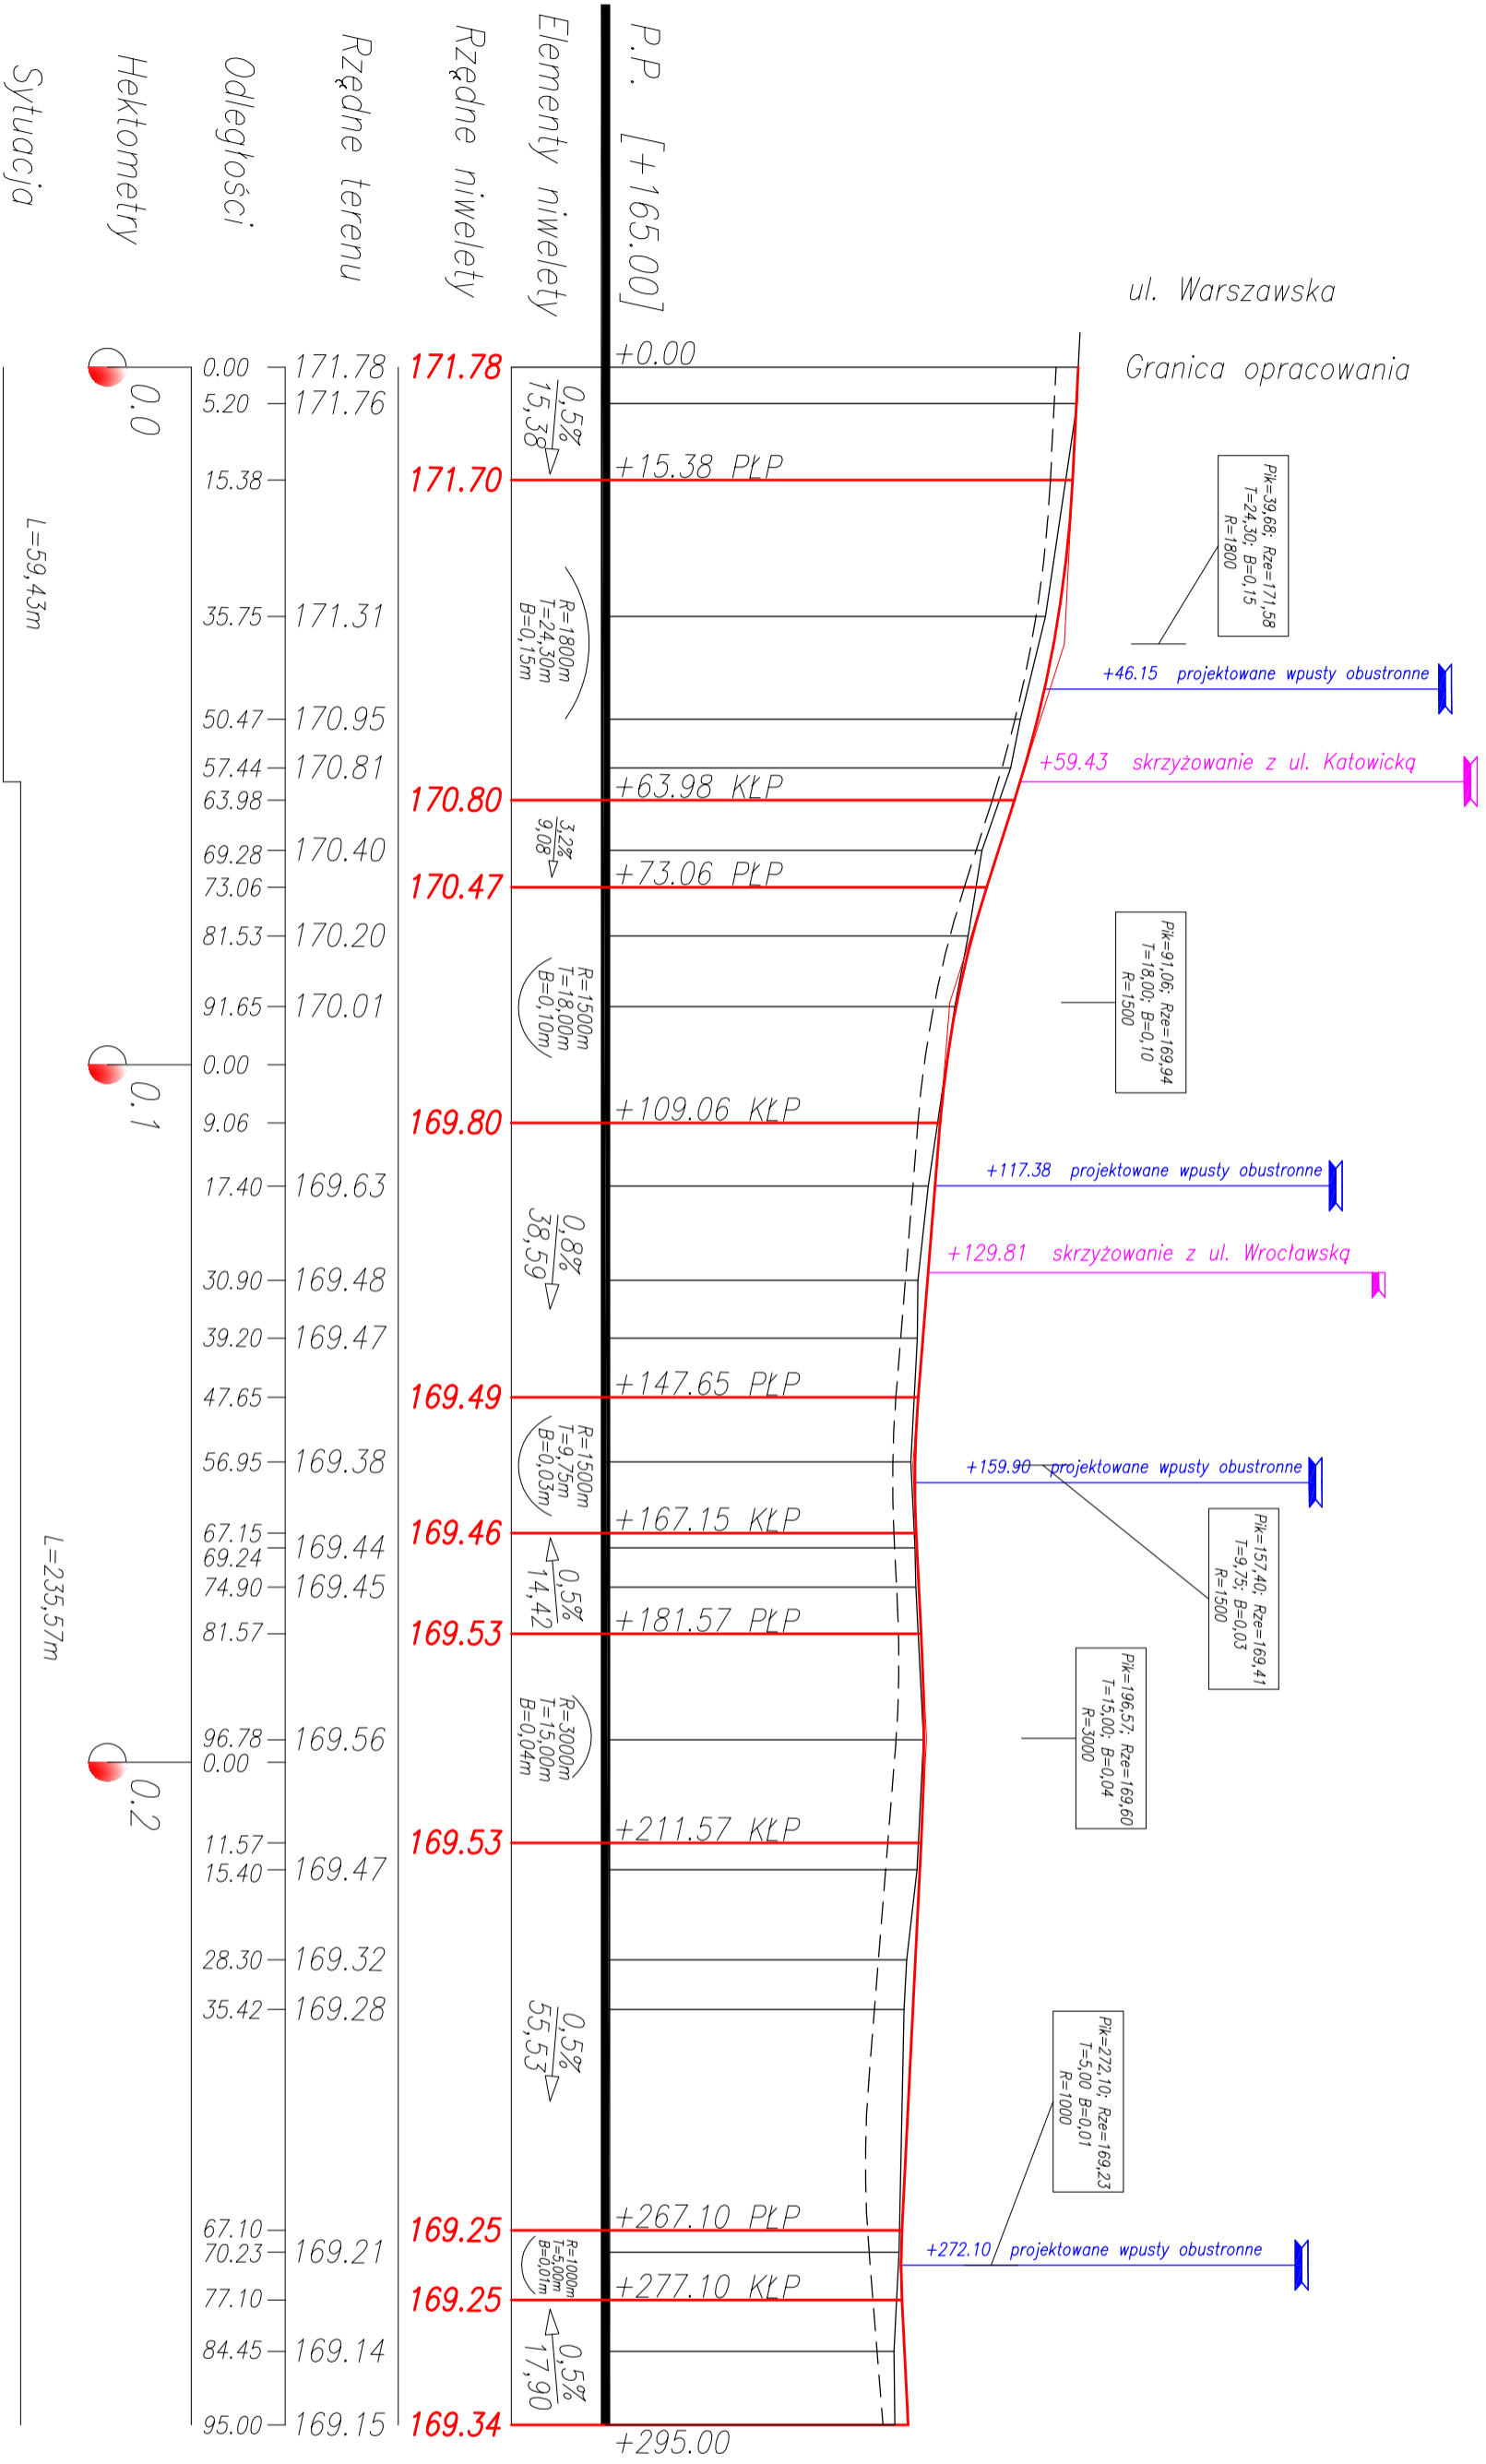 ul. Warszawska
Granica opracowania
Pik=39,68; Rze=171,58
T=24,30; B=0,15
R=1800
+46.15 projektowane wpusty obustronne
+59.43 skrzyżowanie z ul. Katowicką
Pik=91,06; Rze=169,94
T=18,00; B=0,10
R=1500
+117.38 projektowane wpusty obustronne
+129.81 skrzyżowanie z ul. Wrocławską
+159.90 projektowane wpusty obustronne
Pik=157,40; Rze=169,41
T=9,75; B=0,03
R=1500
Pik=196,57; Rze=169,60
T=15,00; B=0,04
R=3000
Pik=272,10; Rze=169,23
T=5,00 B=0,01
R=1000
+272.10 projektowane wpusty obustronne
P.P. [+165.00]
+0.00
+15.38 PŁP
+63.98 KŁP
+73.06 PŁP
+109.06 KŁP
+147.65 PŁP
+167.15 KŁP
+181.57 PŁP
+211.57 KŁP
+267.10 PŁP
+277.10 KŁP
+295.00
Elementy niwelety
0,5%
15,38
R=1800m
T=24,30m
B=0,15m
3,2%
9,08
R=1500m
T=18,00m
B=0,10m
0,8%
38,59
R=1500m
T=9,75m
B=0,03m
0,5%
14,42
R=3000m
T=15,00m
B=0,04m
0,5%
55,53
R=1000m
T=5,00m
B=0,01m
0,5%
17,90
Rzędne niwelety
171.78
171.70
170.80
170.47
169.80
169.49
169.46
169.53
169.53
169.25
169.25
169.34
Rzędne terenu
171.78
171.76
171.31
170.95
170.81
170.40
170.20
170.01
169.63
169.48
169.47
169.38
169.44
169.45
169.56
169.47
169.32
169.28
169.21
169.14
169.15
Odległości
0.00
5.20
15.38
35.75
50.47
57.44
63.98
69.28
73.06
81.53
91.65
0.00
9.06
17.40
30.90
39.20
47.65
56.95
67.15
69.24
74.90
81.57
96.78
0.00
11.57
15.40
28.30
35.42
67.10
70.23
77.10
84.45
95.00
Hektometry
0.0
0.1
0.2
Sytuacja
L=59,43m
L=235,57m